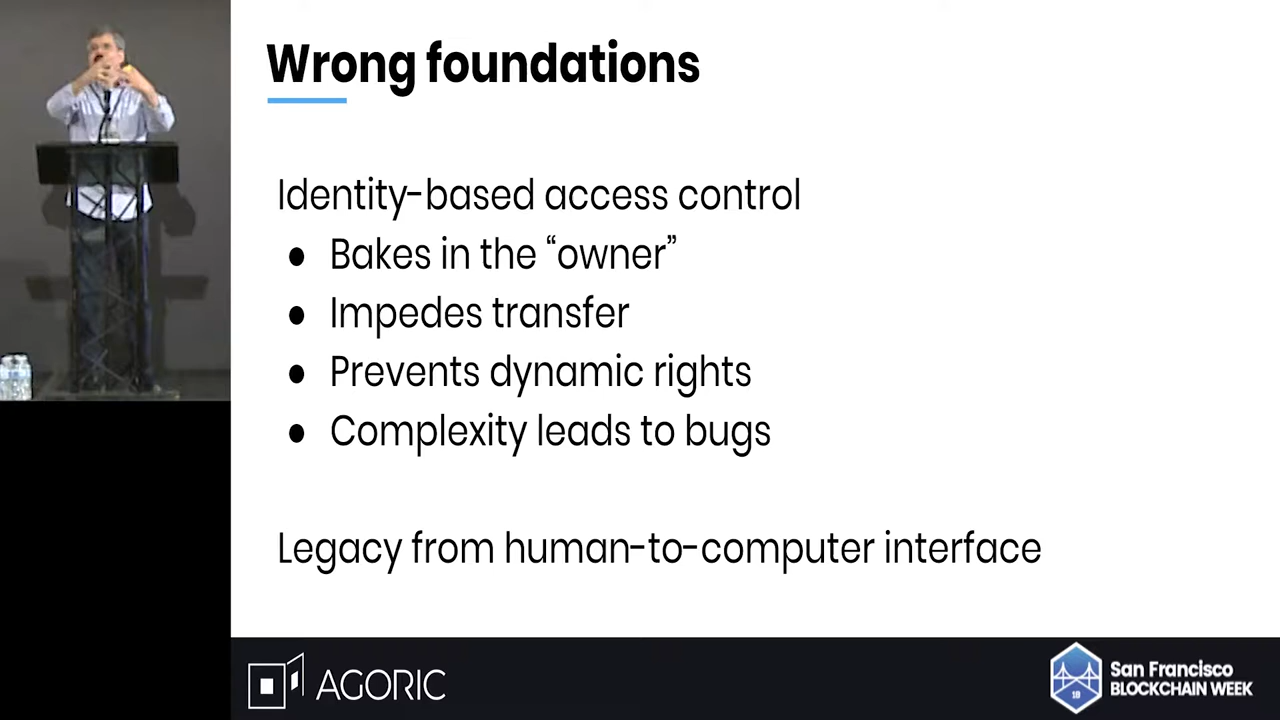 Wrong foundations
Identity-based access control
● Bakes in the “owner”
● Impedes transfer
● Prevents dynamic rights
● Complexity leads to bugs
Legacy from human-to-computer interface
AGORIC
San Francisco
BLOCKCHAIN WEEK
19